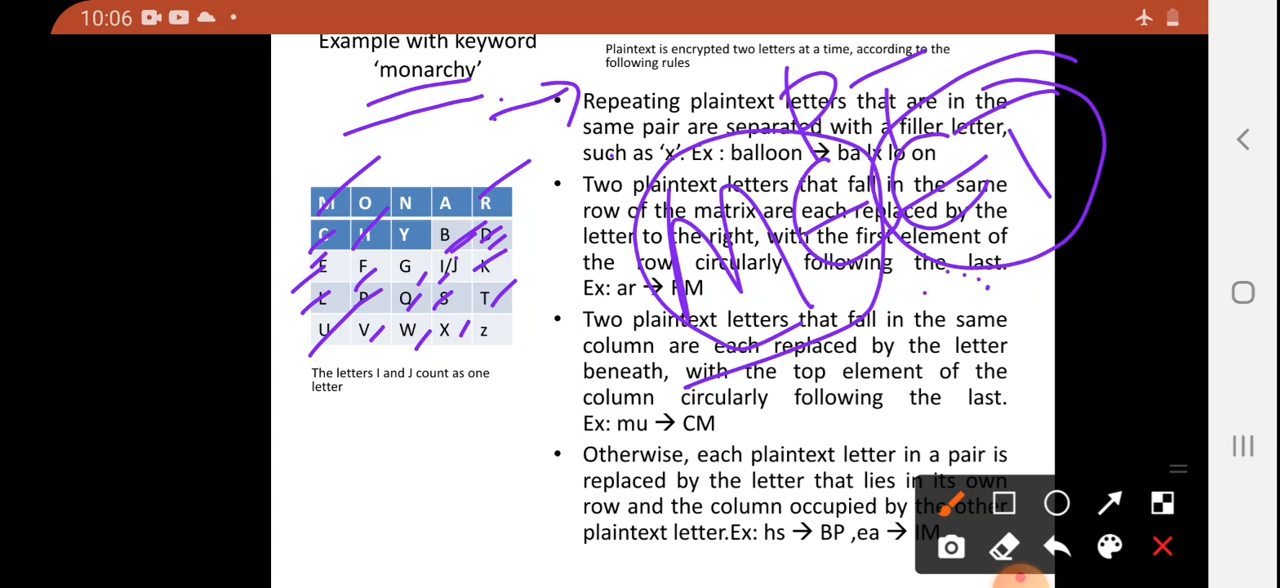 10:06
Example with keyword
‘monarchy’
Plaintext is encrypted two letters at a time, according to the
following rules
• Repeating plaintext letters that are in the
same pair are separated with a filler letter,
such as ‘x’. Ex : balloon → ba lx lo on
• Two plaintext letters that fall in the same
row of the matrix are each replaced by the
letter to the right, with the first element of
the row circularly following the last.
Ex: ar → RM
• Two plaintext letters that fall in the same
column are each replaced by the letter
beneath, with the top element of the
column circularly following the last.
Ex: mu → CM
• Otherwise, each plaintext letter in a pair is
replaced by the letter that lies in its own
row and the column occupied by the other
plaintext letter.Ex: hs → BP ,ea → IM
M O N A R
C H Y B D
E F G I/J K
L P Q S T
U V W X z
The letters I and J count as one
letter
MEET